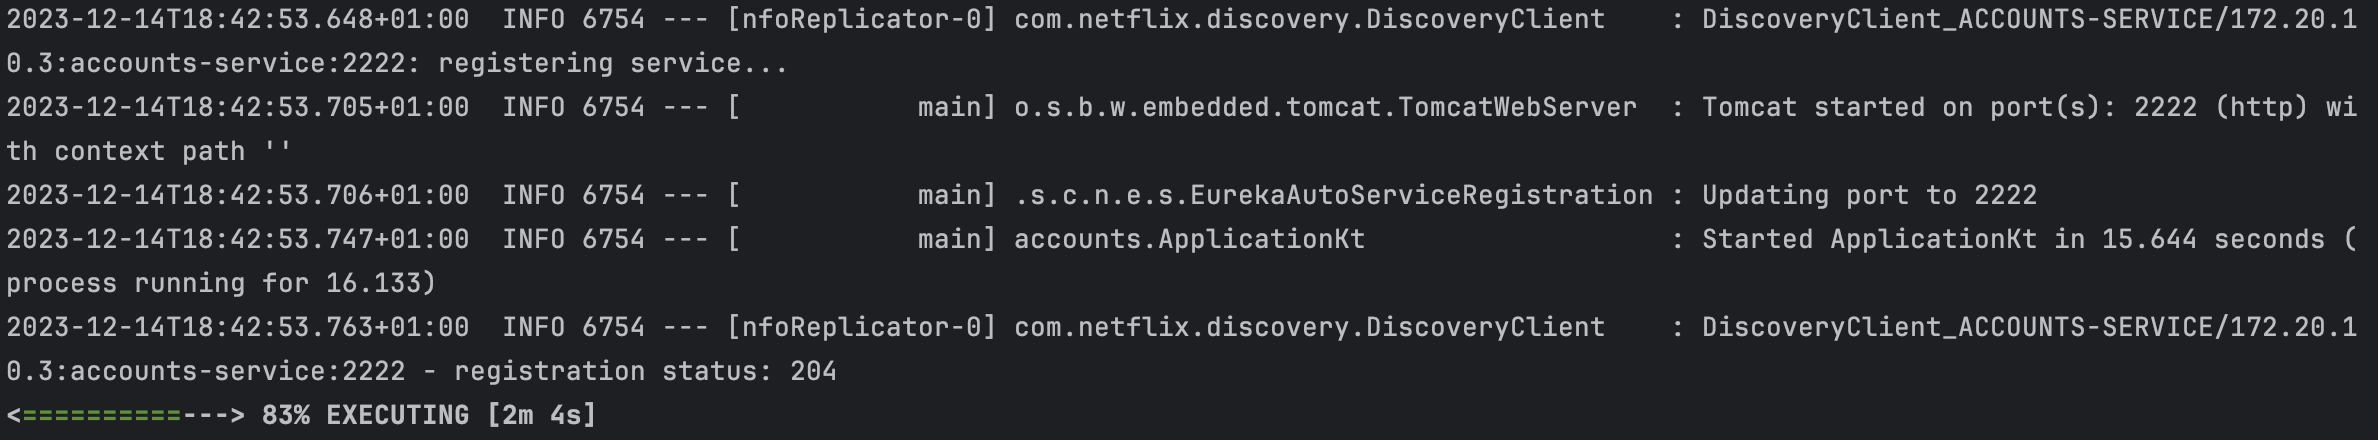 2023-12-14T18:42:53.648+01:00  INFO 6754 --- [nfoReplicator-0] com.netflix.discovery.DiscoveryClient    : DiscoveryClient_ACCOUNTS-SERVICE/172.20.1
0.3:accounts-service:2222: registering service...
2023-12-14T18:42:53.705+01:00  INFO 6754 --- [           main] o.s.b.w.embedded.tomcat.TomcatWebServer  : Tomcat started on port(s): 2222 (http) wi
th context path ''
2023-12-14T18:42:53.706+01:00  INFO 6754 --- [           main] .s.c.n.e.s.EurekaAutoServiceRegistration : Updating port to 2222
2023-12-14T18:42:53.747+01:00  INFO 6754 --- [           main] accounts.ApplicationKt                   : Started ApplicationKt in 15.644 seconds (
process running for 16.133)
2023-12-14T18:42:53.763+01:00  INFO 6754 --- [nfoReplicator-0] com.netflix.discovery.DiscoveryClient    : DiscoveryClient_ACCOUNTS-SERVICE/172.20.1
0.3:accounts-service:2222 - registration status: 204
<==========---> 83% EXECUTING [2m 4s]